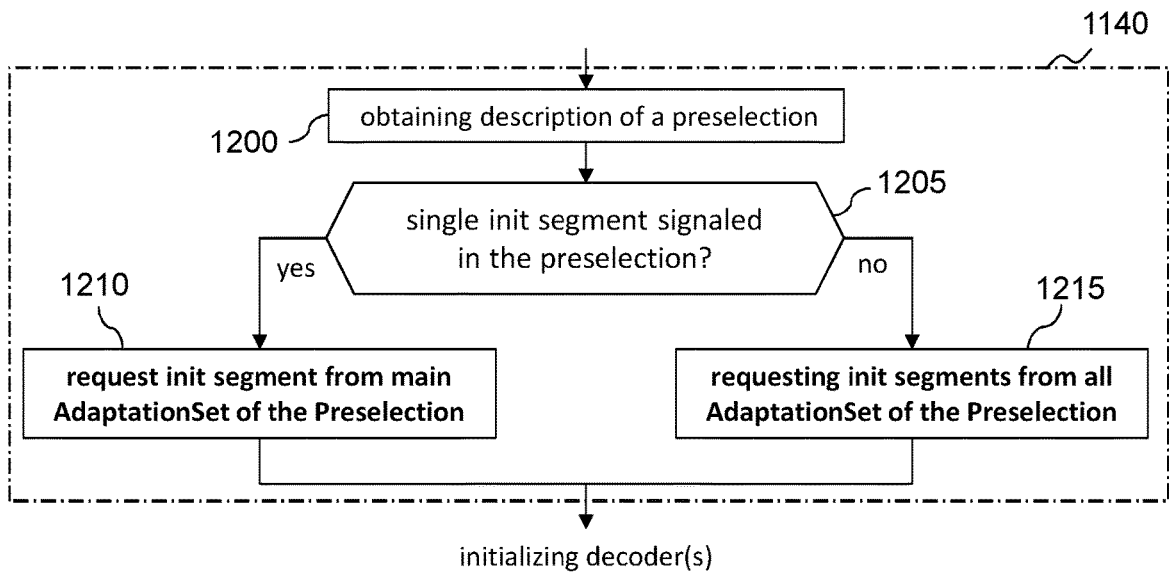 1140
obtaining description of a preselection
1200
1205
single init segment signaled
in the preselection?
yes
no
1210
1215
request init segment from main
AdaptationSet of the Preselection
requesting init segments from all
AdaptationSet of the Preselection
initializing decoder(s)